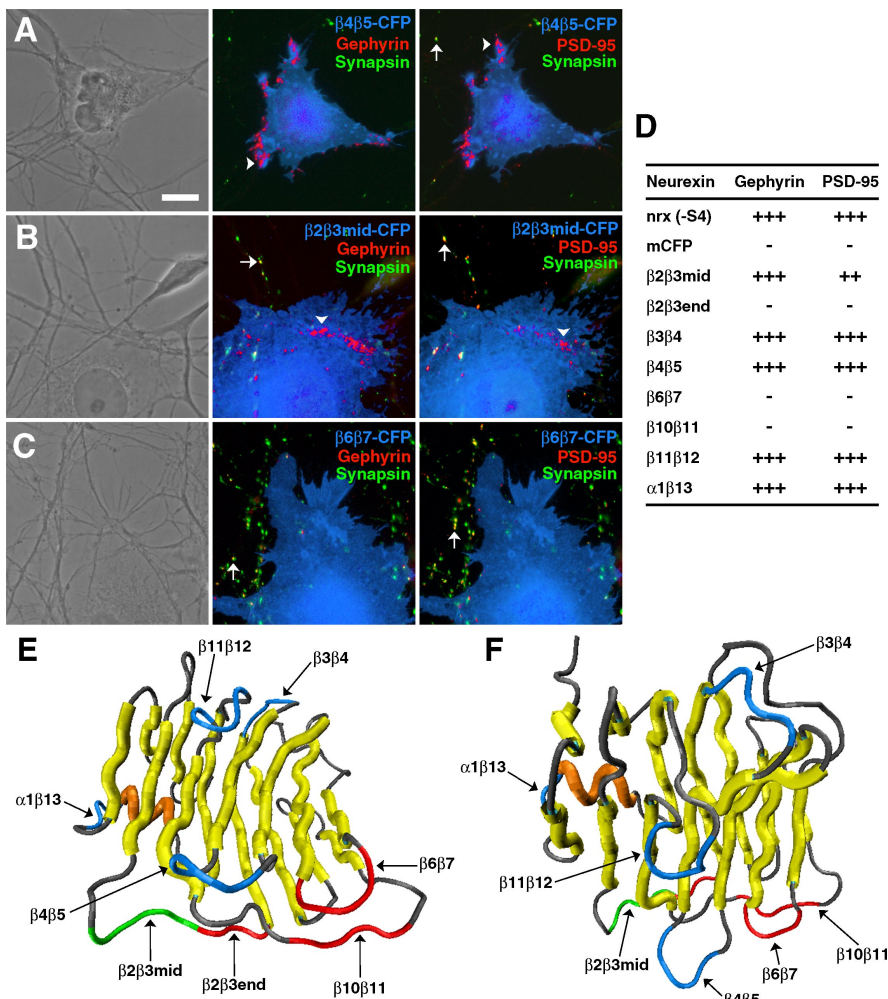 A
β4β5-CFP
Gephyrin
Synapsin
β4β5-CFP
PSD-95
Synapsin
B
β2β3mid-CFP
Gephyrin
Synapsin
β2β3mid-CFP
PSD-95
Synapsin
C
β6β7-CFP
Gephyrin
Synapsin
β6β7-CFP
PSD-95
Synapsin
D
Neurexin Gephyrin PSD-95
nrx (-S4) +++ +++
mCFP - -
β2β3mid +++ ++
β2β3end - -
β3β4 +++ +++
β4β5 +++ +++
β6β7 - -
β10β11 - -
β11β12 +++ +++
α1β13 +++ +++
E
β11β12
β3β4
α1β13
β6β7
β4β5
β2β3mid
β2β3end
β10β11
F
β3β4
α1β13
β11β12
β2β3mid
β10β11
β6β7
β4β5